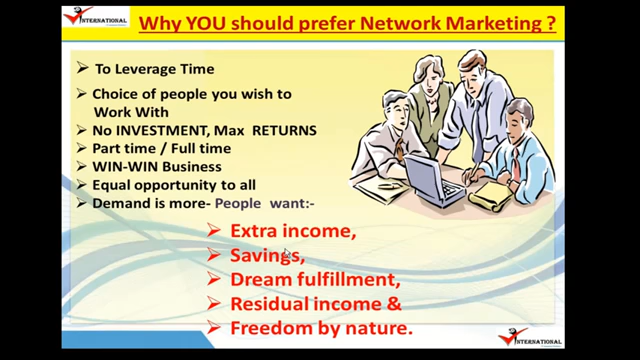 INTERNATIONAL
Why YOU should prefer Network Marketing ?
To Leverage Time
Choice of people you wish to
Work With
No INVESTMENT, Max RETURNS
Part time / Full time
WIN-WIN Business
Equal opportunity to all
Demand is more- People want:-
Extra income,
Savings,
Dream fulfillment,
Residual income &
Freedom by nature.
INTERNATIONAL